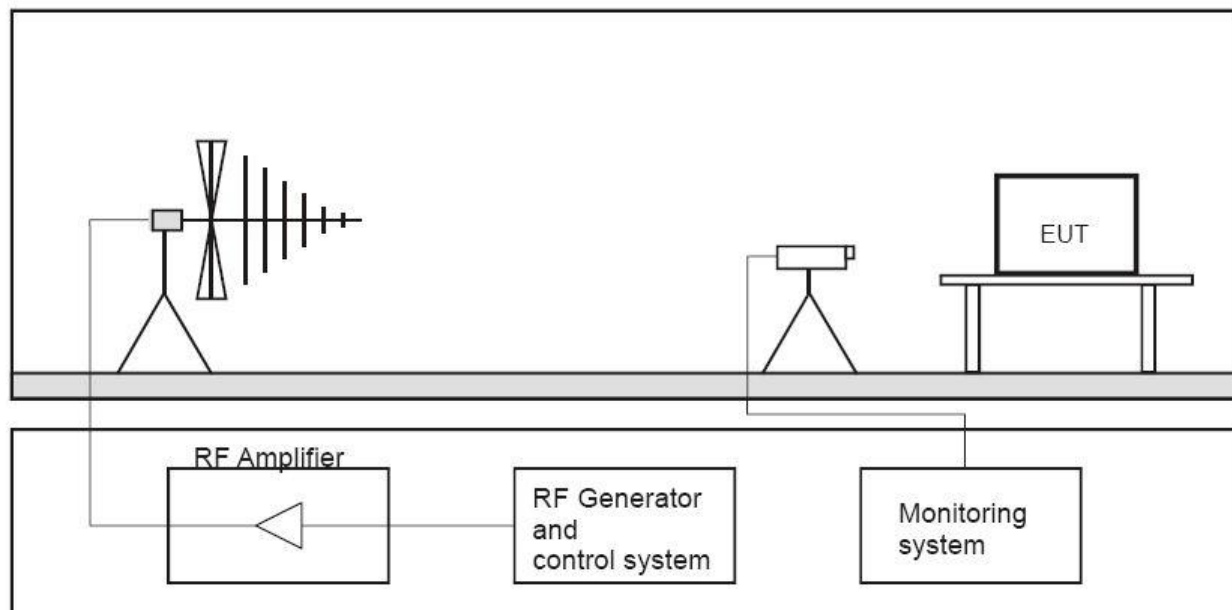 EUT
RF Amplifier
RF Generator
and
control system
Monitoring
system